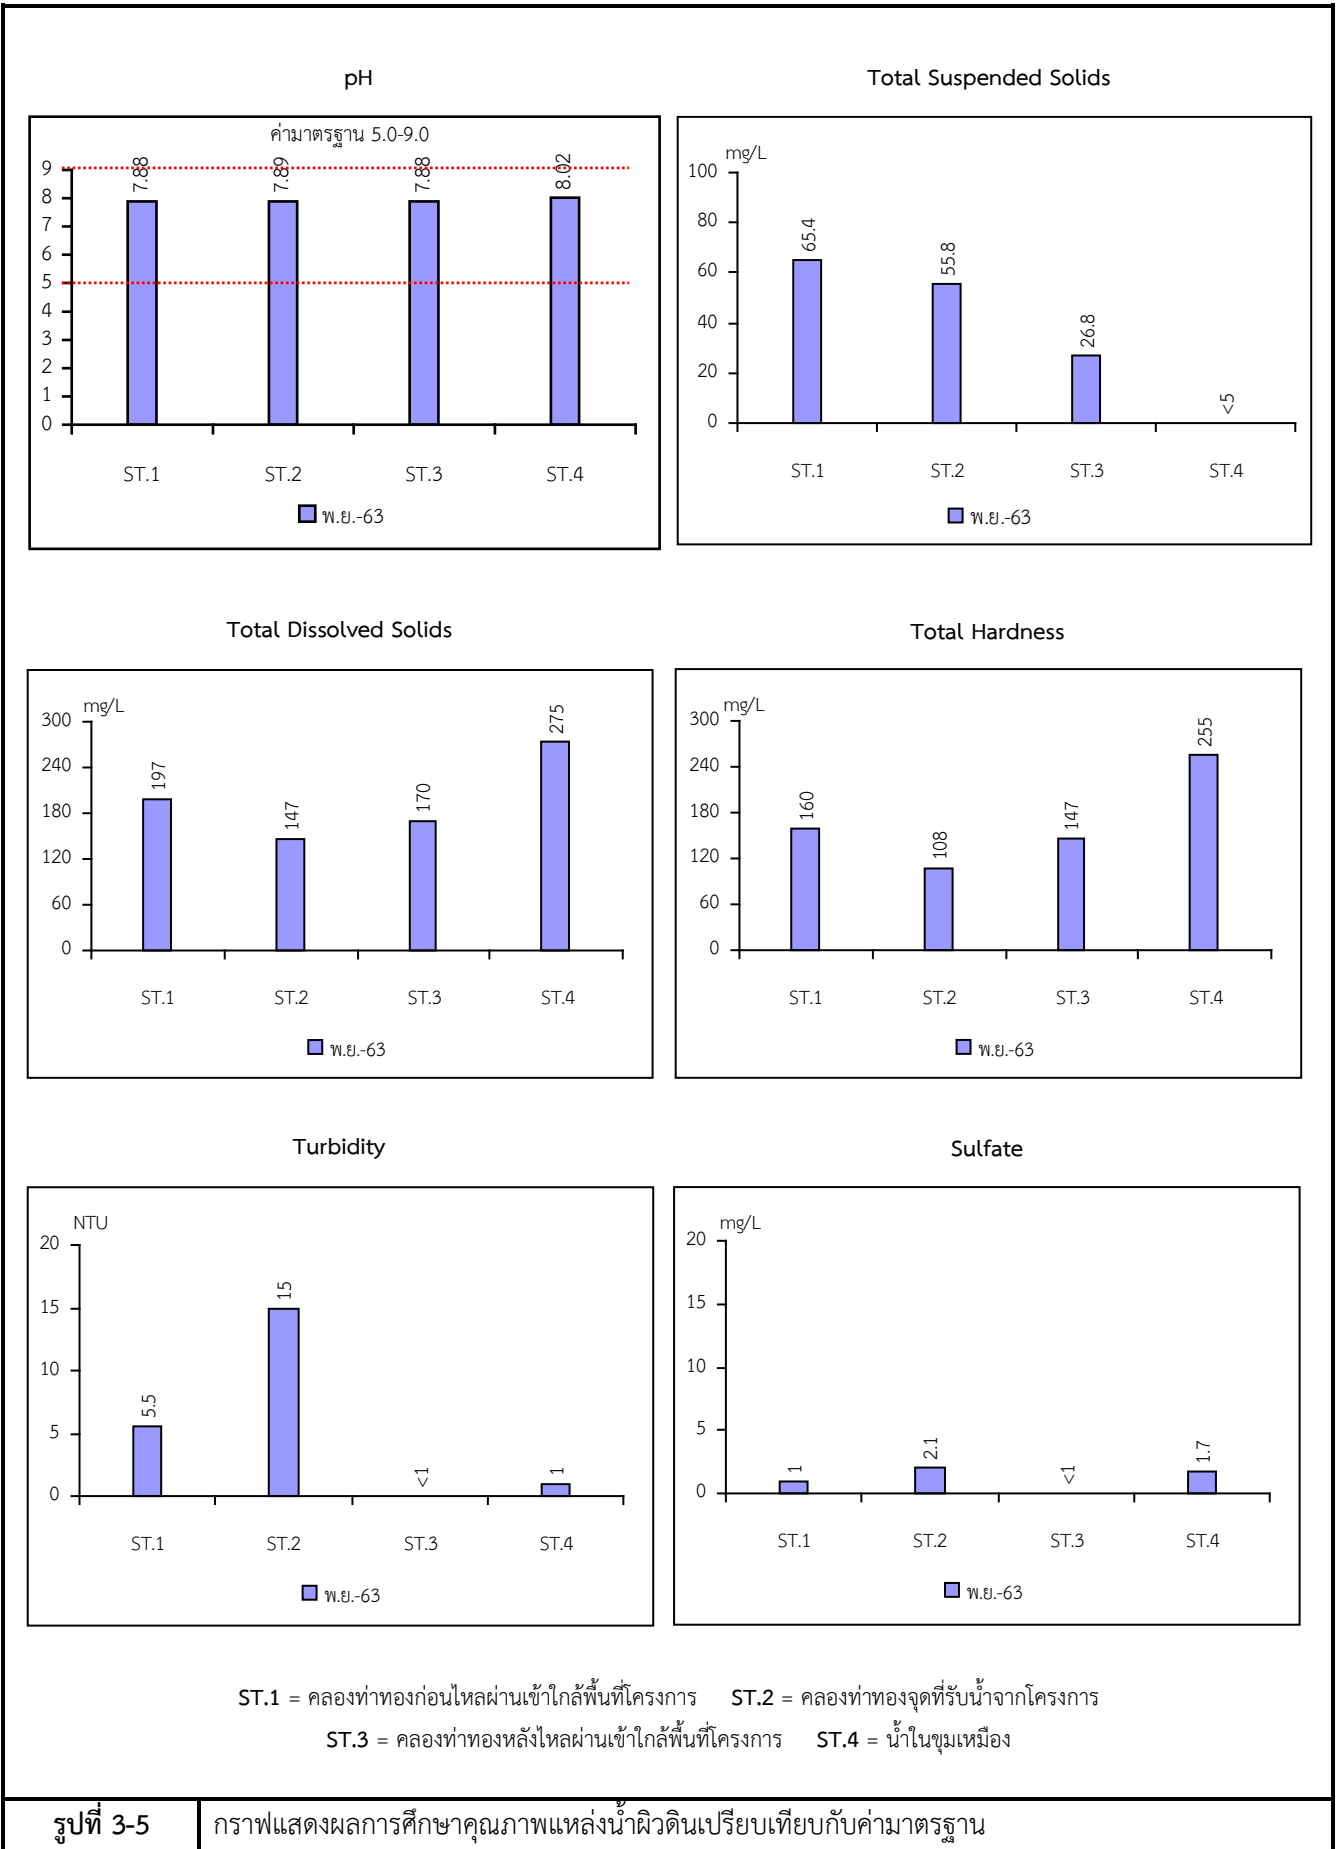 pH
ค่ามาตรฐาน 5.0-9.0
9
8
7
6
5
4
3
2
1
0
7.88
7.89
7.88
8.02
ST.1 ST.2 ST.3 ST.4
พ.ย.-63
Total Suspended Solids
mg/L
100
80
60
40
20
0
65.4
55.8
26.8
<5
ST.1 ST.2 ST.3 ST.4
พ.ย.-63
Total Dissolved Solids
mg/L
300
240
180
120
60
0
197
147
170
275
ST.1 ST.2 ST.3 ST.4
พ.ย.-63
Total Hardness
mg/L
300
240
180
120
60
0
160
108
147
255
ST.1 ST.2 ST.3 ST.4
พ.ย.-63
Turbidity
NTU
20
15
10
5
0
5.5
15
<1
1
ST.1 ST.2 ST.3 ST.4
พ.ย.-63
Sulfate
mg/L
20
15
10
5
0
1
2.1
<1
1.7
ST.1 ST.2 ST.3 ST.4
พ.ย.-63
ST.1 = คลองท่าทองก่อนไหลผ่านเข้าใกล้พื้นที่โครงการ ST.2 = คลองท่าทองจุดที่รับน้ำจากโครงการ
ST.3 = คลองท่าทองหลังไหลผ่านเข้าใกล้พื้นที่โครงการ ST.4 = น้ำในขุมเหมือง
รูปที่ 3-5 กราฟแสดงผลการศึกษาคุณภาพแหล่งน้ำผิวดินเปรียบเทียบกับค่ามาตรฐาน